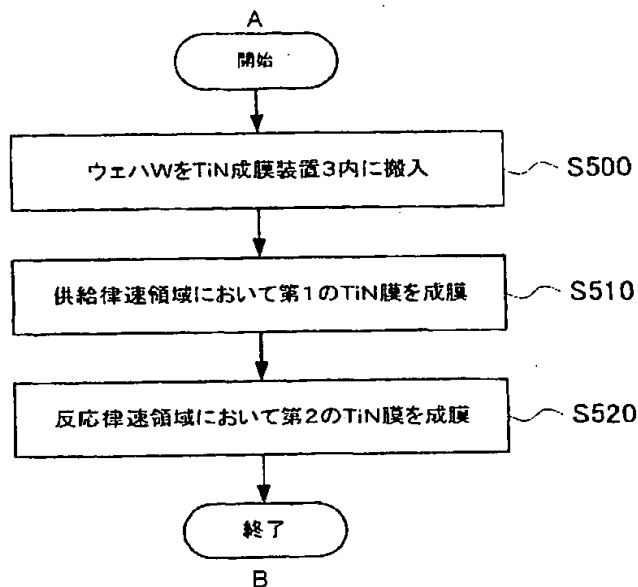 A
開始
ウェハWをTiN成膜装置3内に搬入
S500
供給律速領域において第1のTiN膜を成膜
S510
反応律速領域において第2のTiN膜を成膜
S520
終了
B